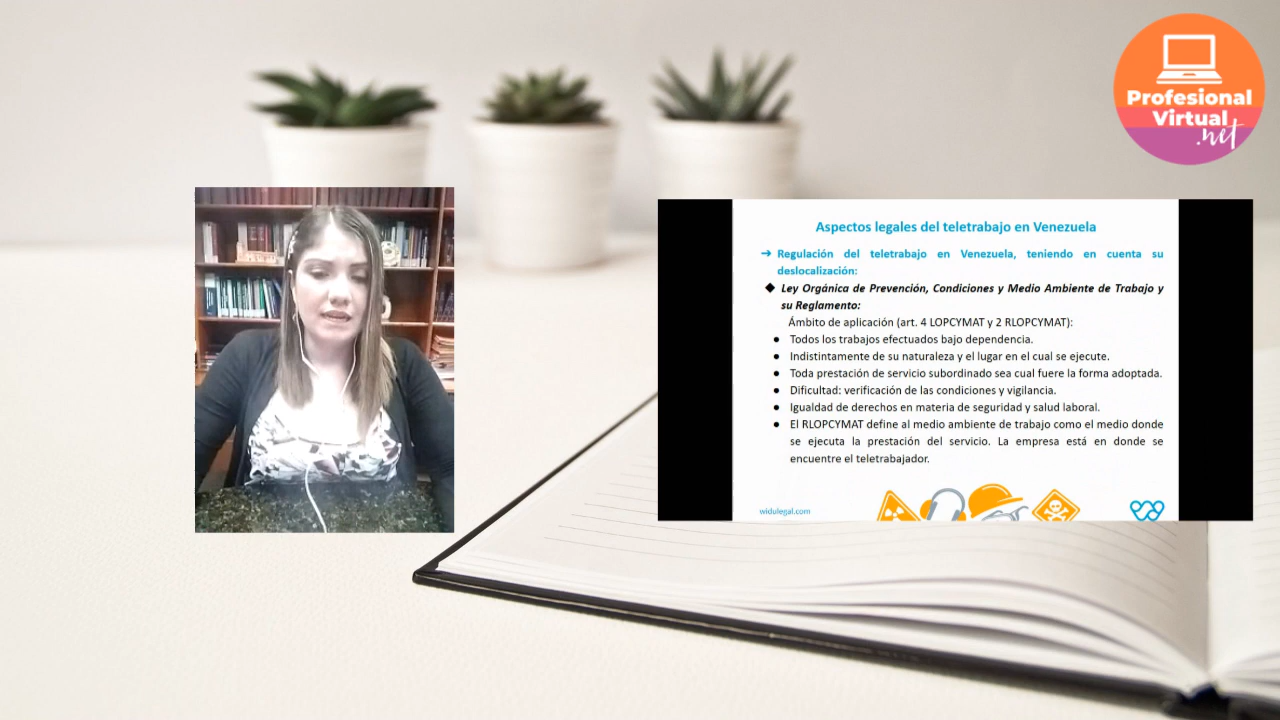 Profesional
Virtual
.net
Aspectos legales del teletrabajo en Venezuela
➔ Regulación del teletrabajo en Venezuela, teniendo en cuenta su
deslocalización:
◆ Ley Orgánica de Prevención, Condiciones y Medio Ambiente de Trabajo y
su Reglamento:
Ámbito de aplicación (art. 4 LOPCYMAT y 2 RLOPCYMAT):
● Todos los trabajos efectuados bajo dependencia.
● Indistintamente de su naturaleza y el lugar en el cual se ejecute.
● Toda prestación de servicio subordinado sea cual fuere la forma adoptada.
● Dificultad: verificación de las condiciones y vigilancia.
● Igualdad de derechos en materia de seguridad y salud laboral.
● El RLOPCYMAT define al medio ambiente de trabajo como el medio donde
se ejecuta la prestación del servicio. La empresa está en donde se
encuentre el teletrabajador.
widulegal.com